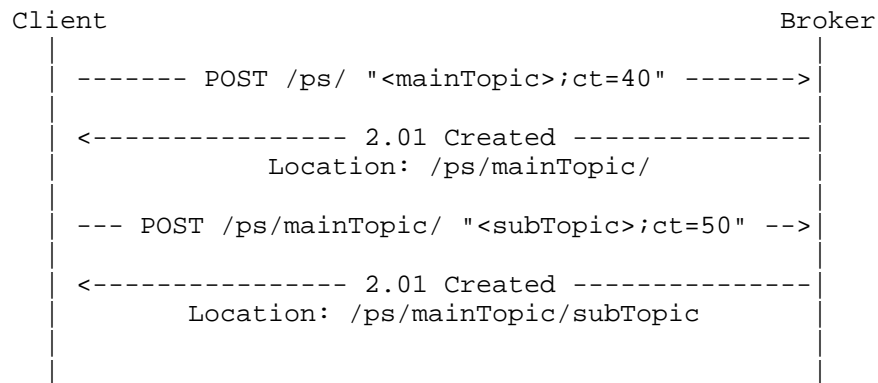 Client Broker
------- POST /ps/ "<mainTopic>;ct=40" ------->
<---------------- 2.01 Created ---------------
Location: /ps/mainTopic/
--- POST /ps/mainTopic/ "<subTopic>;ct=50" -->
<---------------- 2.01 Created ---------------
Location: /ps/mainTopic/subTopic